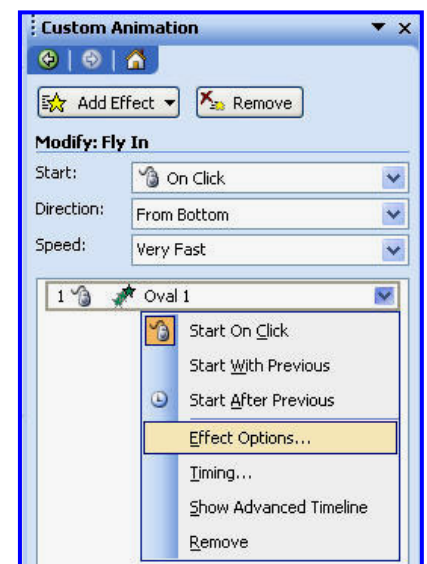 Custom Animation
Add Effect Remove
Modify: Fly In
Start: On Click
Direction: From Bottom
Speed: Very Fast
1 Oval 1
Start On Click
Start With Previous
Start After Previous
Effect Options...
Timing...
Show Advanced Timeline
Remove